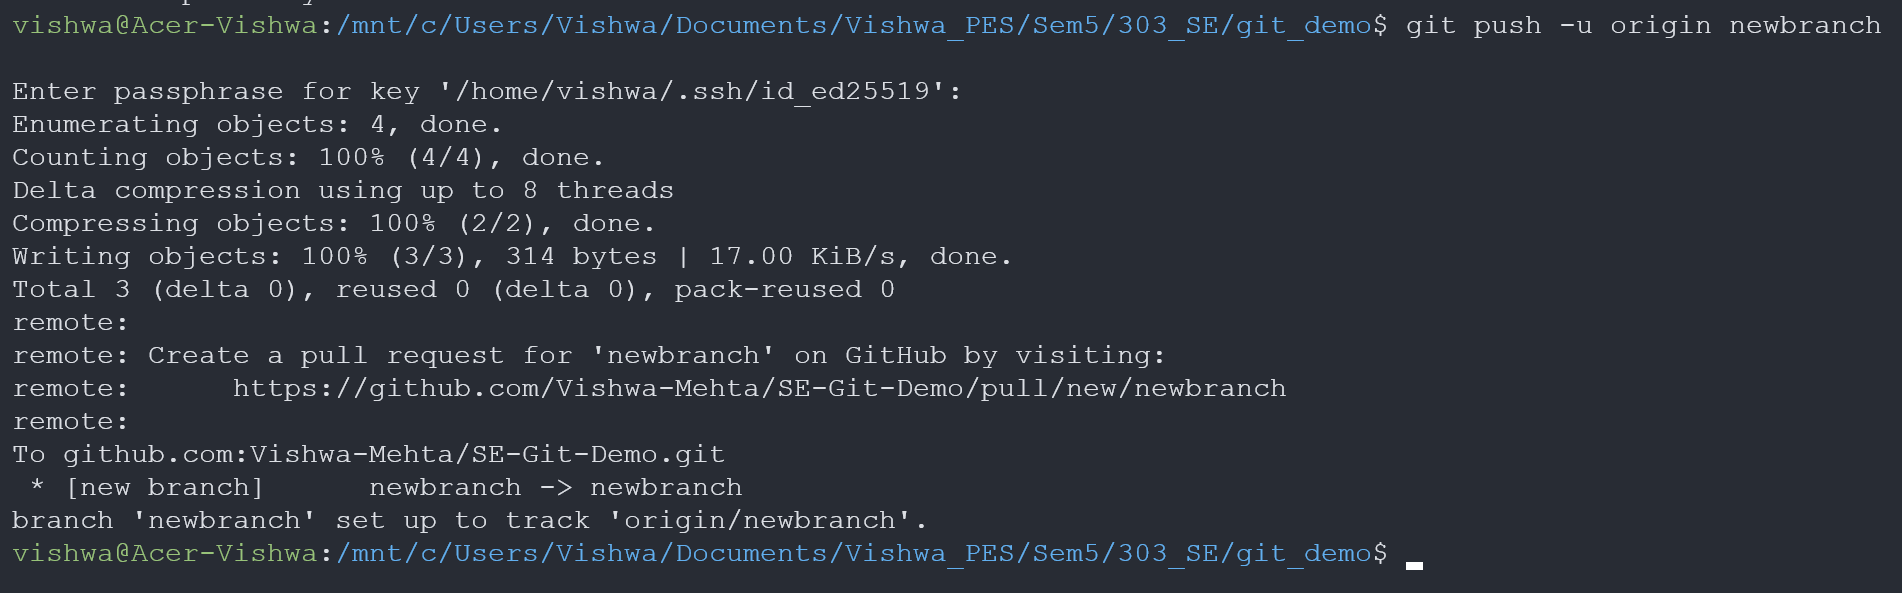 vishwa@Acer-Vishwa:/mnt/c/Users/Vishwa/Documents/Vishwa_PES/Sem5/303_SE/git_demo$ git push -u origin newbranch
Enter passphrase for key '/home/vishwa/.ssh/id_ed25519':
Enumerating objects: 4, done.
Counting objects: 100% (4/4), done.
Delta compression using up to 8 threads
Compressing objects: 100% (2/2), done.
Writing objects: 100% (3/3), 314 bytes | 17.00 KiB/s, done.
Total 3 (delta 0), reused 0 (delta 0), pack-reused 0
remote:
remote: Create a pull request for 'newbranch' on GitHub by visiting:
remote:      https://github.com/Vishwa-Mehta/SE-Git-Demo/pull/new/newbranch
remote:
To github.com:Vishwa-Mehta/SE-Git-Demo.git
 * [new branch]      newbranch -> newbranch
branch 'newbranch' set up to track 'origin/newbranch'.
vishwa@Acer-Vishwa:/mnt/c/Users/Vishwa/Documents/Vishwa_PES/Sem5/303_SE/git_demo$